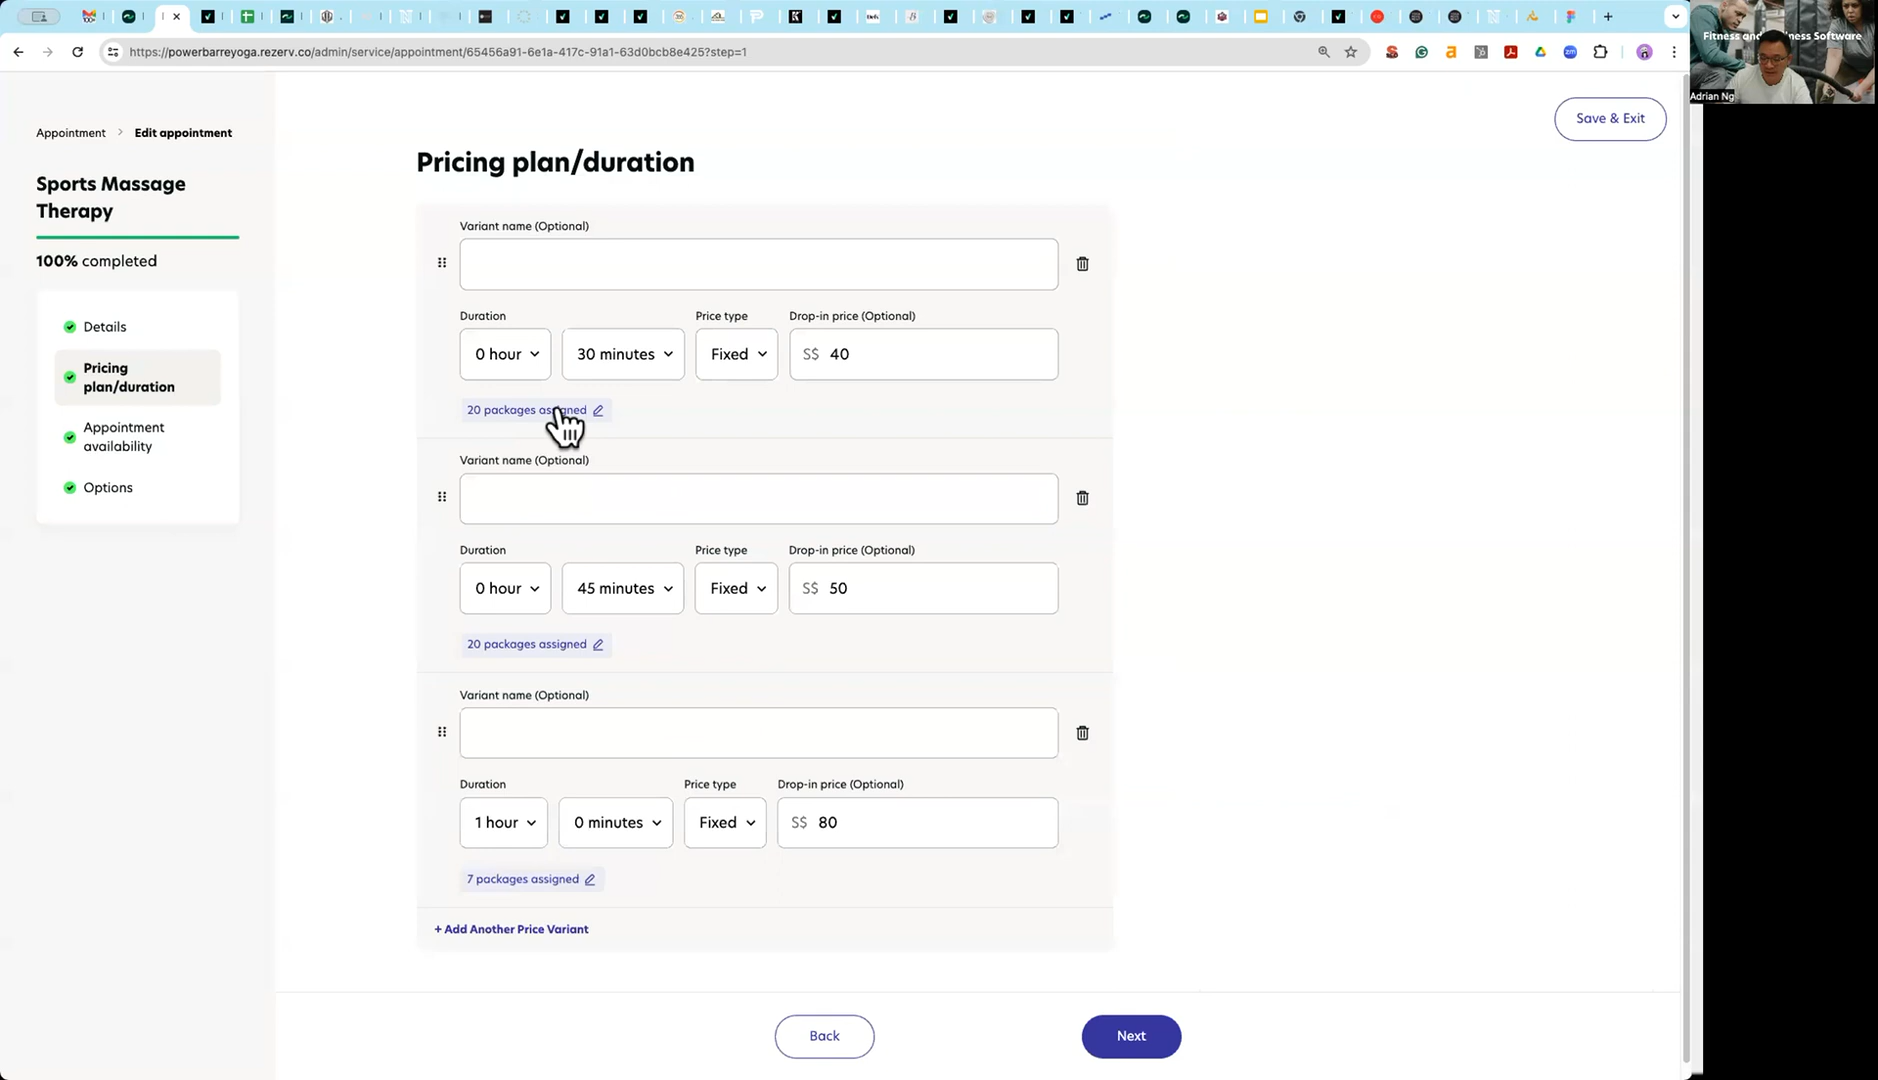 https://powerbarreyoga.rezerv.co/admin/service/appointment/65456a91-6e1a-417c-91a1-63d0bcb8e425?step=1
Fitness and
Software
Adrian Ng
Appointment > Edit appointment
Save & Exit
Sports Massage
Therapy
100% completed
Details
Pricing
plan/duration
Appointment
availability
Options
Pricing plan/duration
Variant name (Optional)
Duration
Price type
Drop-in price (Optional)
0 hour
30 minutes
Fixed
S$ 40
20 packages assigned
Variant name (Optional)
Duration
Price type
Drop-in price (Optional)
0 hour
45 minutes
Fixed
S$ 50
20 packages assigned
Variant name (Optional)
Duration
Price type
Drop-in price (Optional)
1 hour
0 minutes
Fixed
S$ 80
7 packages assigned
+ Add Another Price Variant
Back
Next